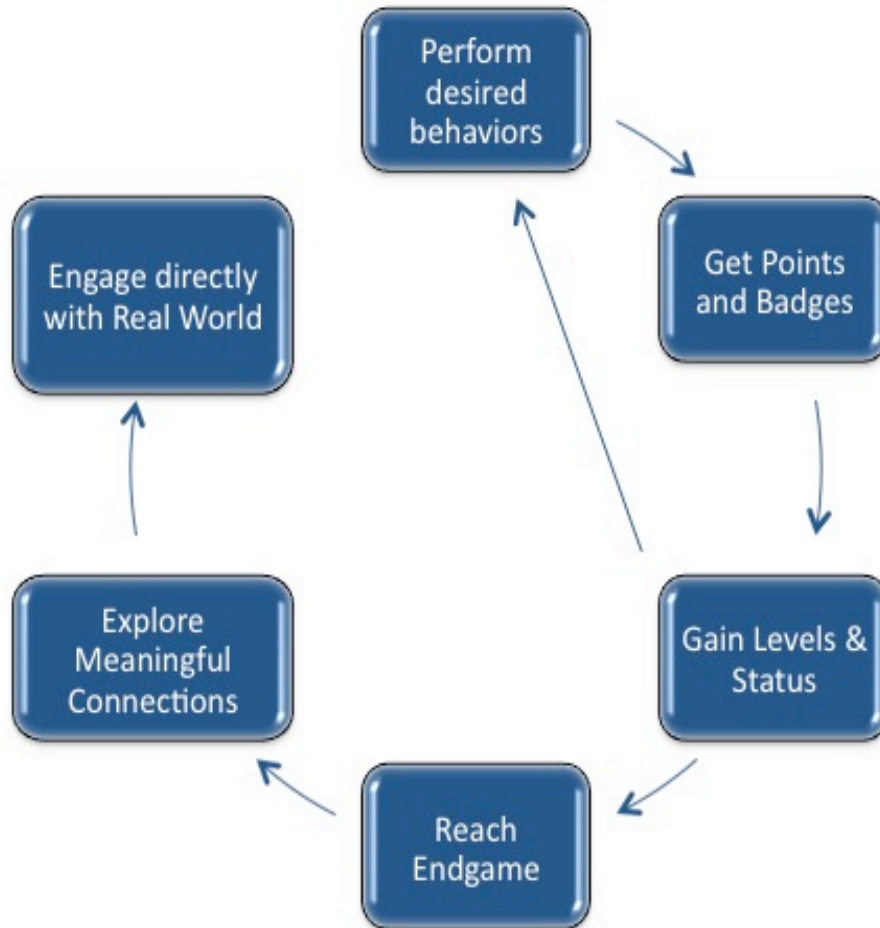 Perform
desired
behaviors
Get Points
and Badges
Gain Levels &
Status
Reach
Endgame
Explore
Meaningful
Connections
Engage directly
with Real World